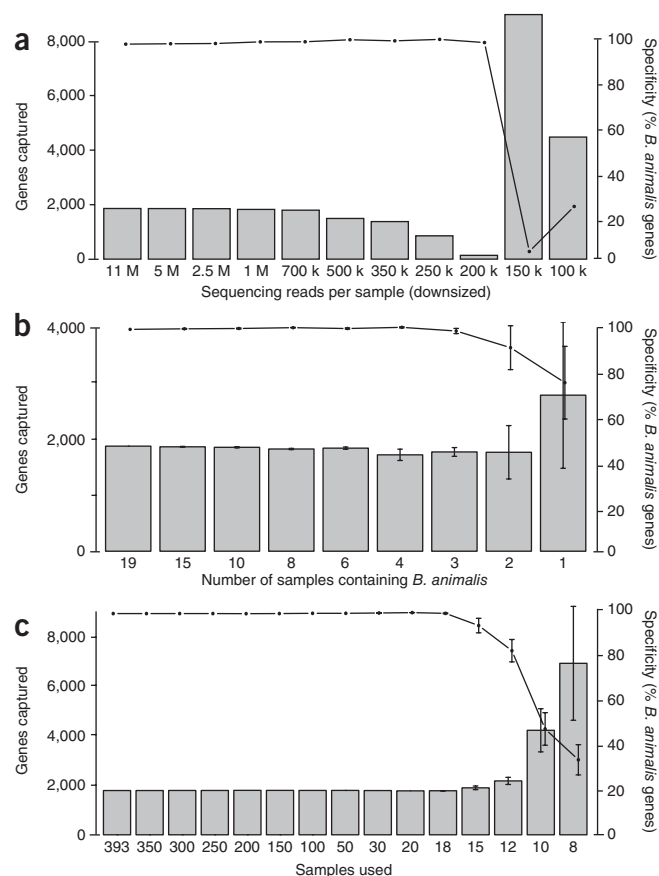 a
8,000
6,000
4,000
2,000
0
Genes captured
100
80
60
40
20
0
Specificity (% B. animalis genes)
11 M 5 M 2.5 M 1 M 700 k 500 k 350 k 250 k 200 k 150 k 100 k
Sequencing reads per sample (downsized)
b
4,000
2,000
0
Genes captured
100
80
60
40
20
0
Specificity (% B. animalis genes)
19 15 10 8 6 4 3 2 1
Number of samples containing B. animalis
c
8,000
6,000
4,000
2,000
0
Genes captured
100
80
60
40
20
0
Specificity (% B. animalis genes)
393 350 300 250 200 150 100 50 30 20 18 15 12 10 8
Samples used